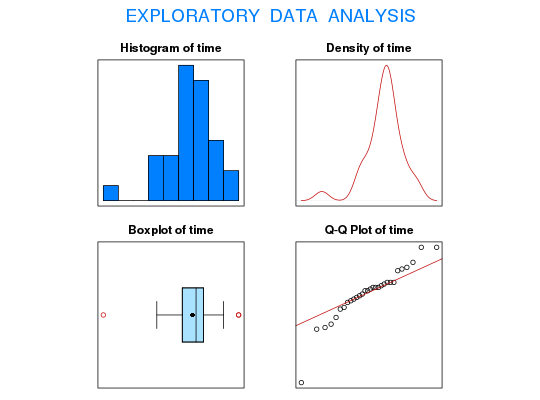 EXPLORATORY DATA ANALYSIS
Histogram of time
Density of time
Boxplot of time
Q-Q Plot of time